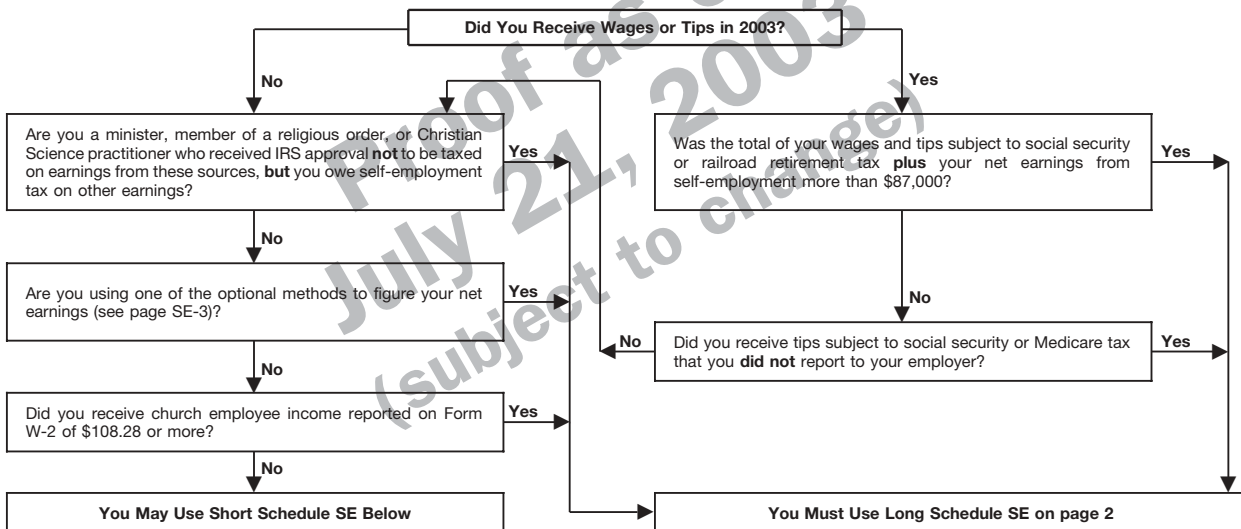 Did You Receive Wages or Tips in 2003?
No
Yes
Are you a minister, member of a religious order, or Christian
Science practitioner who received IRS approval not to be taxed
on earnings from these sources, but you owe self-employment
tax on other earnings?
Yes
Was the total of your wages and tips subject to social security
or railroad retirement tax plus your net earnings from
self-employment more than $87,000?
Yes
No
Are you using one of the optional methods to figure your net
earnings (see page SE-3)?
Yes
No
Did you receive tips subject to social security or Medicare tax
that you did not report to your employer?
No
Yes
No
Did you receive church employee income reported on Form
W-2 of $108.28 or more?
Yes
No
You May Use Short Schedule SE Below
You Must Use Long Schedule SE on page 2
Proof as
July 21, 2003
(subject to change)